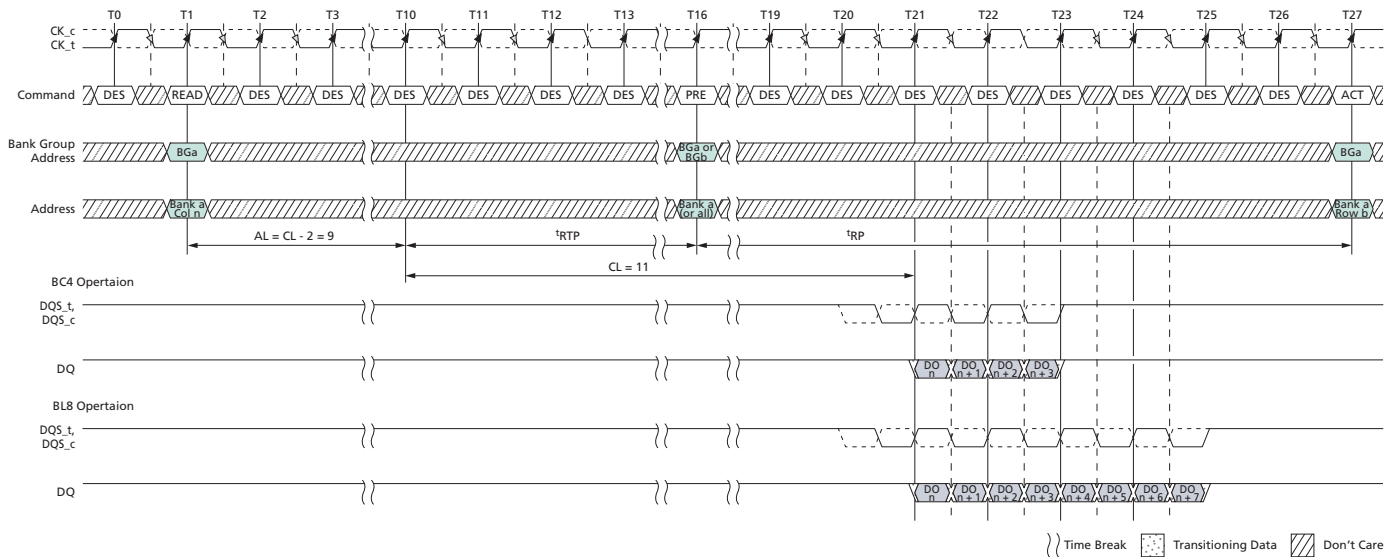 T0 T1 T2 T3 T10 T11 T12 T13 T16 T19 T20 T21 T22 T23 T24 T25 T26 T27
CK_c
CK_t
Command DES READ DES DES DES DES DES DES PRE DES DES DES DES DES DES DES DES ACT
Bank Group
Address
BGa
BGa or
BGb
BGa
Address
Bank a
Col n
Bank a
(or all)
Bank a
Row b
AL = CL - 2 = 9
tRTP
tRP
CL = 11
BC4 Opertaion
DQS_t,
DQS_c
DQ
DO
n
DO
n + 1
DO
n + 2
DO
n + 3
BL8 Opertaion
DQS_t,
DQS_c
DQ
DO
n
DO
n + 1
DO
n + 2
DO
n + 3
DO
n + 4
DO
n + 5
DO
n + 6
DO
n + 7
Time Break Transitioning Data Don't Care